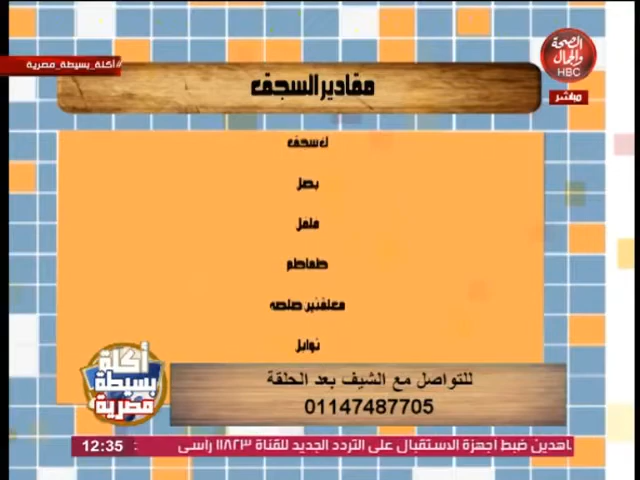 الصحة
والجمال
HBC
مباشر
#أكلة_بسيطة_مصرية
مقادير السجق
ك سجق
بصل
فلفل
طماطم
معلقتين صلصه
توابل
أكلة
بسيطة
مصرية
للتواصل مع الشيف بعد الحلقة
01147487705
12:35 : اهدين ضبط اجهزة الاستقبال على التردد الجديد للقناة ١١٨٢٣ راسى